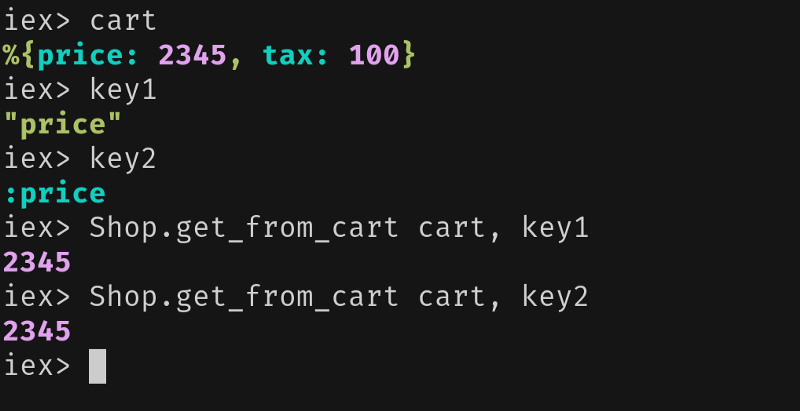 iex> cart
%{price: 2345, tax: 100}
iex> key1
"price"
iex> key2
:price
iex> Shop.get_from_cart cart, key1
2345
iex> Shop.get_from_cart cart, key2
2345
iex>